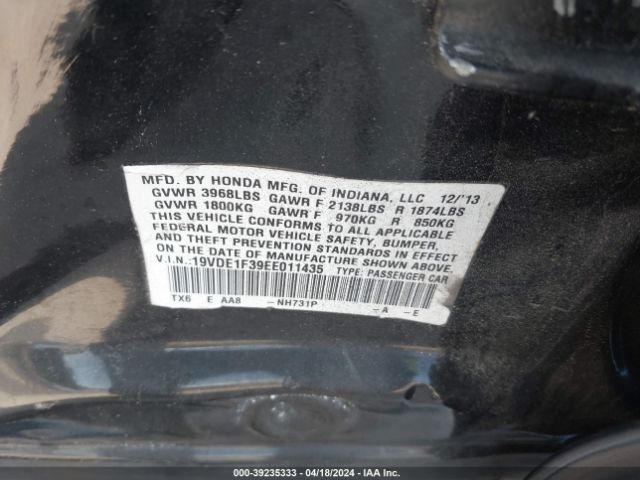 MFD. BY HONDA MFG. OF INDIANA, LLC 12/'13
GVWR 3968LBS GAWR F 2138LBS R 1874LBS
GVWR 1800KG GAWR F 970KG R 850KG
THIS VEHICLE CONFORMS TO ALL APPLICABLE
FEDERAL MOTOR VEHICLE SAFETY, BUMPER,
AND THEFT PREVENTION STANDARDS IN EFFECT
ON THE DATE OF MANUFACTURE SHOWN ABOVE.
V.I.N.: 19VDE1F39EE011435 TYPE: PASSENGER CAR
TX6 E AA8 -NH731P -A -E
000-39235333 - 04/18/2024 - IAA Inc.